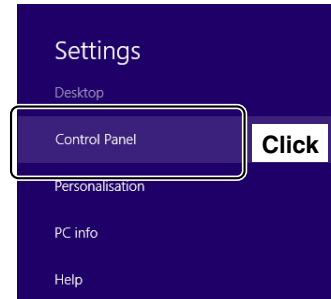 Settings
Desktop
Control Panel
Click
Personalisation
PC info
Help